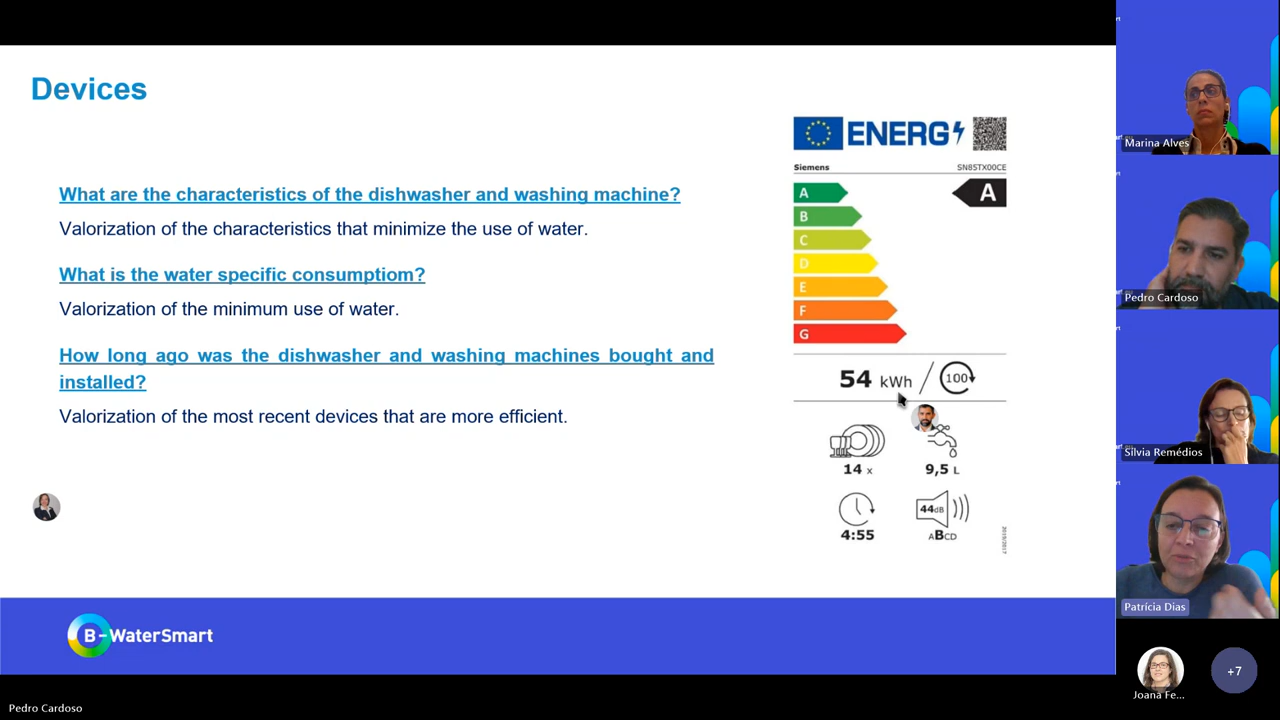 Devices
What are the characteristics of the dishwasher and washing machine?
Valorization of the characteristics that minimize the use of water.
What is the water specific consumptiom?
Valorization of the minimum use of water.
How long ago was the dishwasher and washing machines bought and
installed?
Valorization of the most recent devices that are more efficient.
ENERG
Siemens SN85TX00CE
A A
B
C
D
E
F
G
54 kWh / 100
14 x 9,5 L
44dB
4:55 ABCD
2019/2017
B-WaterSmart
Marina Alves
Pedro Cardoso
Sílvia Remédios
Patrícia Dias
Joana Fe...
+7
Pedro Cardoso